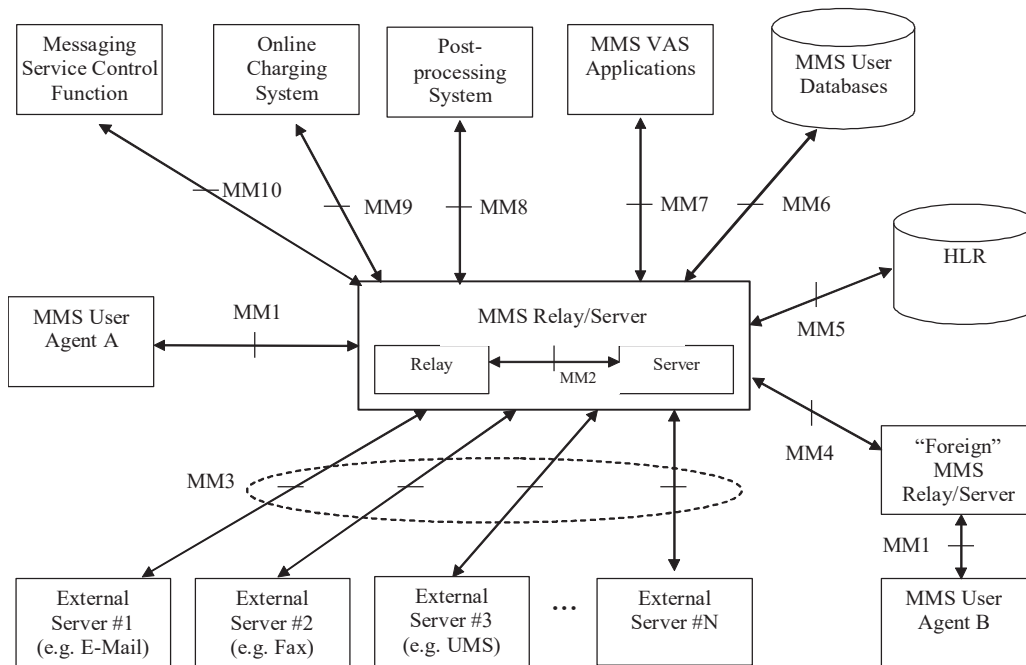 Messaging
Service Control
Function
Online
Charging
System
Post-
processing
System
MMS VAS
Applications
MMS User
Databases
MM10
MM9
MM8
MM7
MM6
HLR
MM5
MMS User
Agent A
MM1
MMS Relay/Server
Relay
MM2
Server
MM4
“Foreign”
MMS
Relay/Server
MM3
MM1
External
Server #1
(e.g. E-Mail)
External
Server #2
(e.g. Fax)
External
Server #3
(e.g. UMS)
...
External
Server #N
MMS User
Agent B